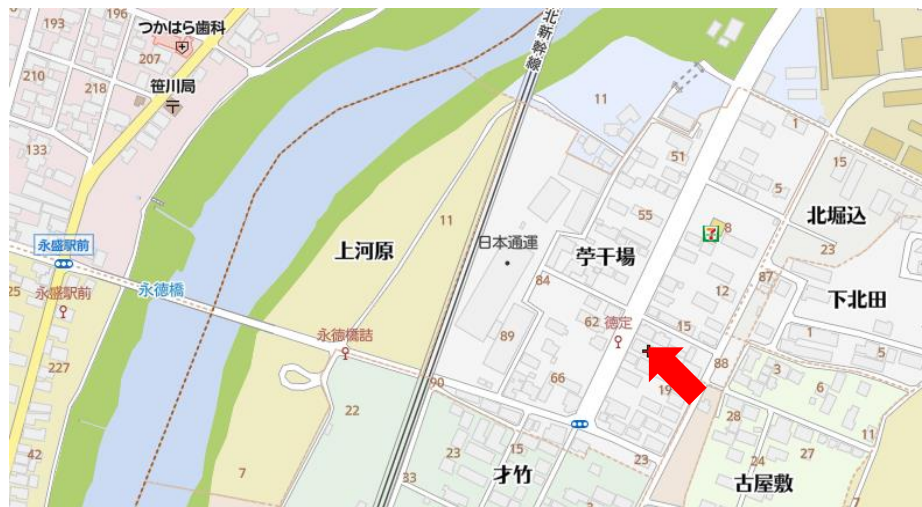 193
196
つかはら歯科
207
笹川局
210
218
133
北新幹線
11
51
1
15
5
北堀込
55
8
7
23
上河原
11
日本通運
苧干場
永盛駅前
永徳橋
84
87
12
下北田
25
永盛駅前
62
徳定
15
1
永徳橋詰
89
88
5
227
66
19
3
6
90
22
28
11
42
7
23
15
才竹
23
24
27
33
古屋敷